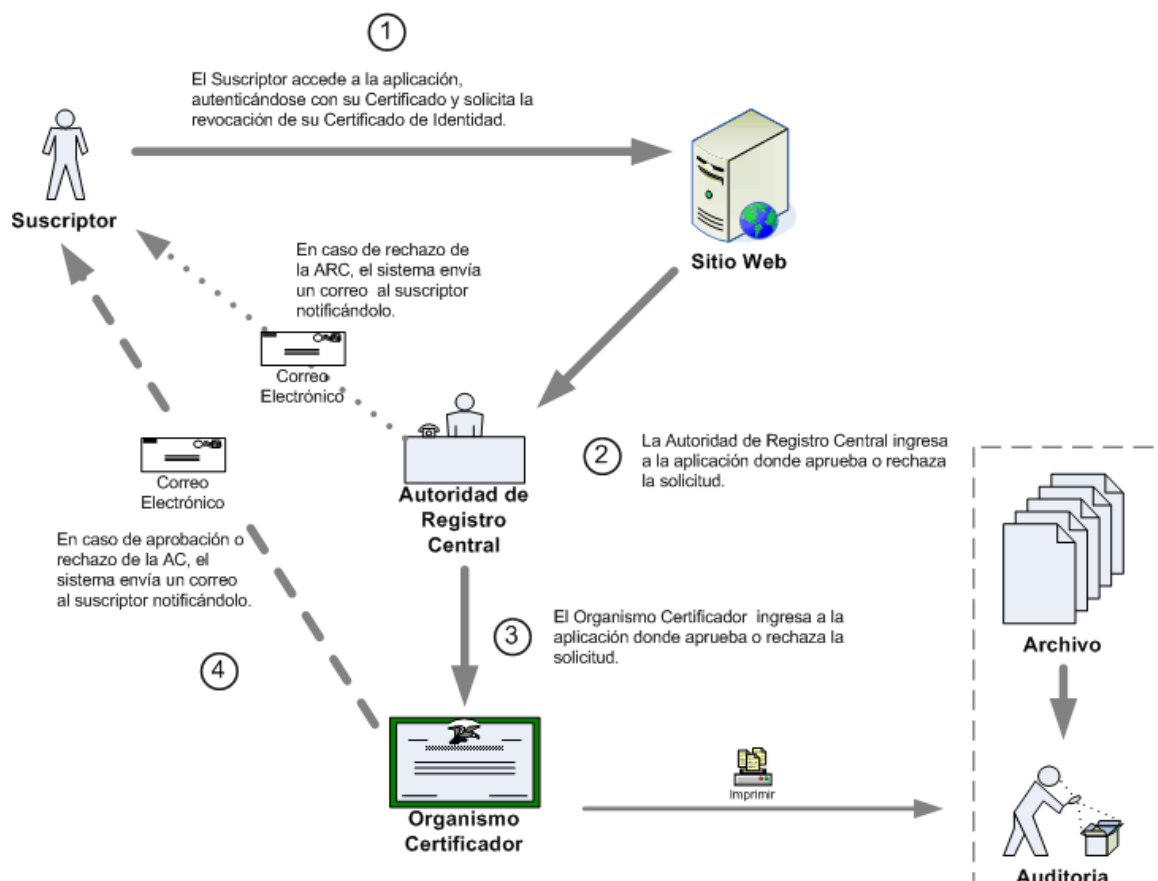 1
El Suscriptor accede a la aplicación,
autenticándose con su Certificado y solicita la
revocación de su Certificado de Identidad.
Suscriptor
Sitio Web
En caso de rechazo de
la ARC, el sistema envía
un correo al suscriptor
notificándolo.
Correo
Electrónico
2
La Autoridad de Registro Central ingresa
a la aplicación donde aprueba o rechaza
la solicitud.
Autoridad de
Registro
Central
Correo
Electrónico
En caso de aprobación o
rechazo de la AC, el
sistema envía un correo
al suscriptor notificándolo.
3
El Organismo Certificador ingresa a la
aplicación donde aprueba o rechaza la
solicitud.
4
Archivo
Organismo
Certificador
Imprimir
Auditoria